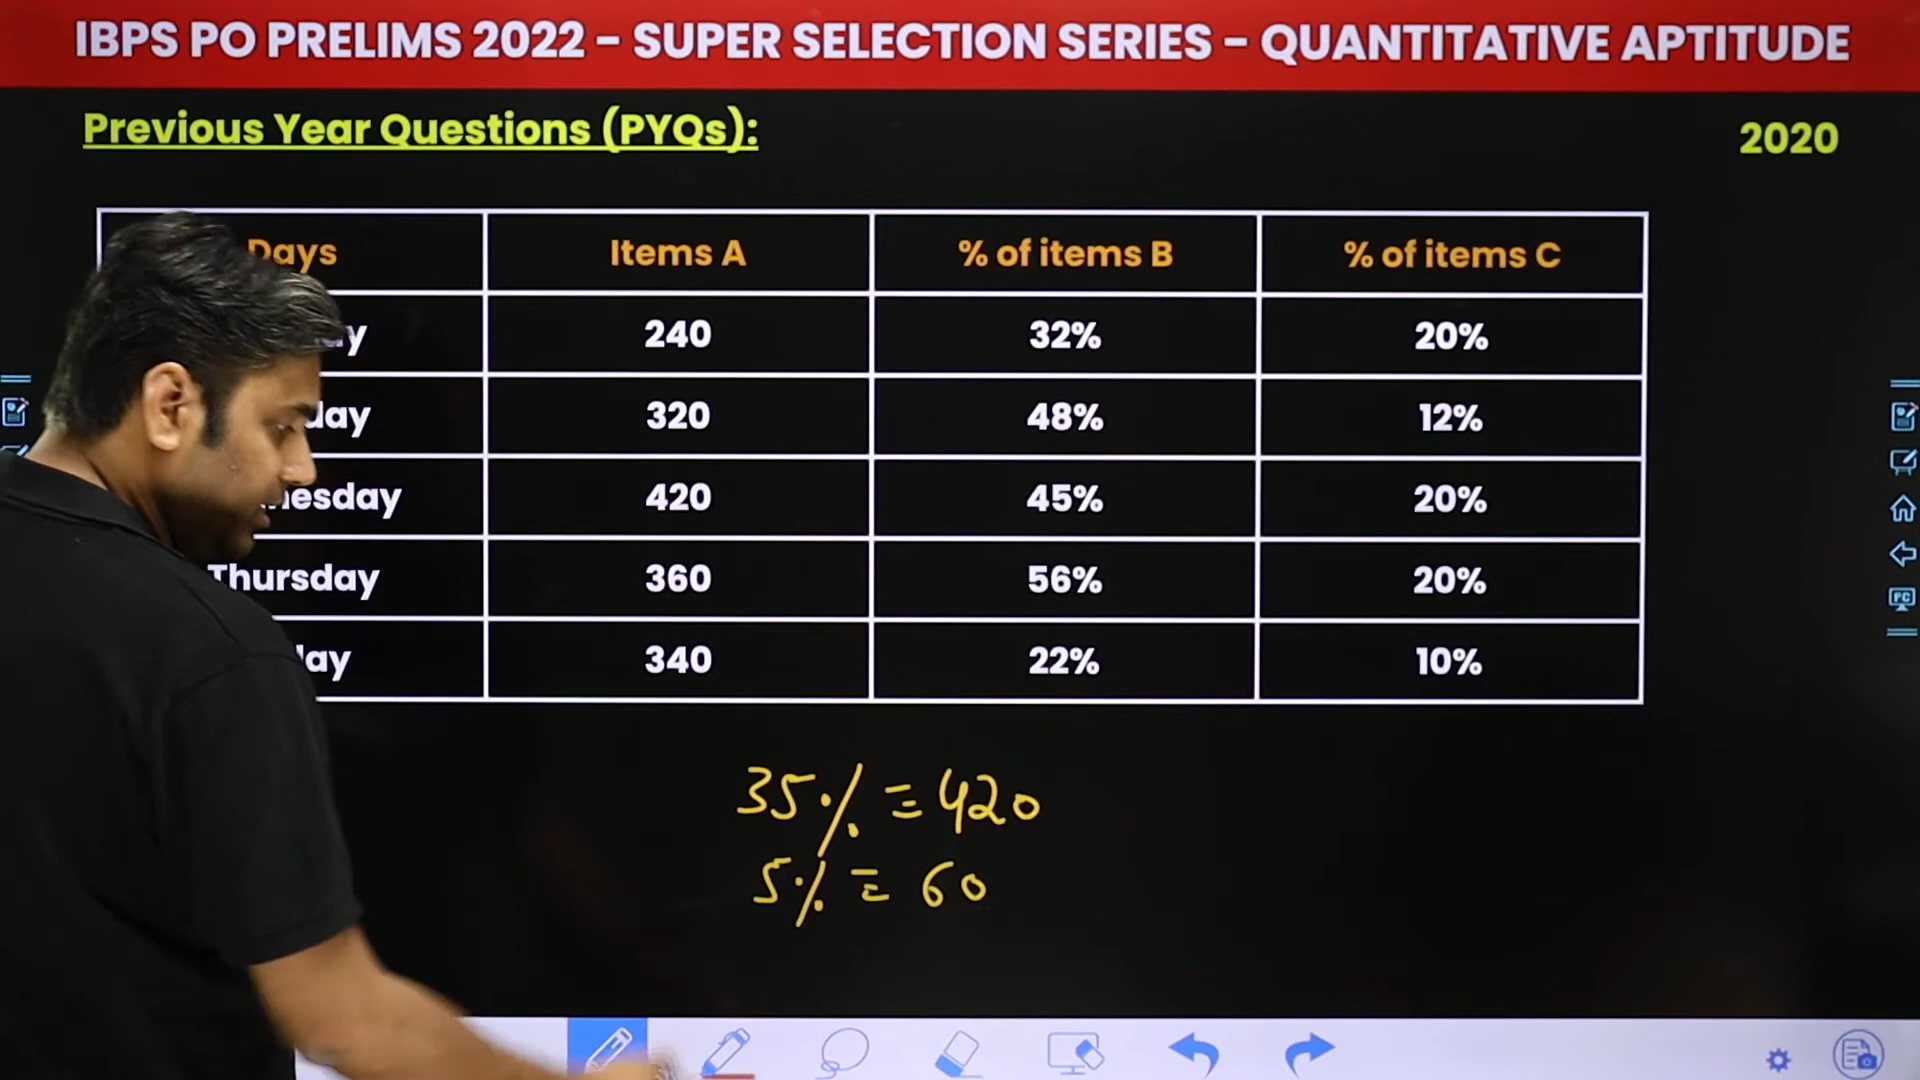 IBPS PO PRELIMS 2022 - SUPER SELECTION SERIES - QUANTITATIVE APTITUDE
Previous Year Questions (PYQs):
2020
Days Items A % of items B % of items C
240 32% 20%
320 48% 12%
420 45% 20%
Thursday 360 56% 20%
340 22% 10%
35% = 420
5% = 60